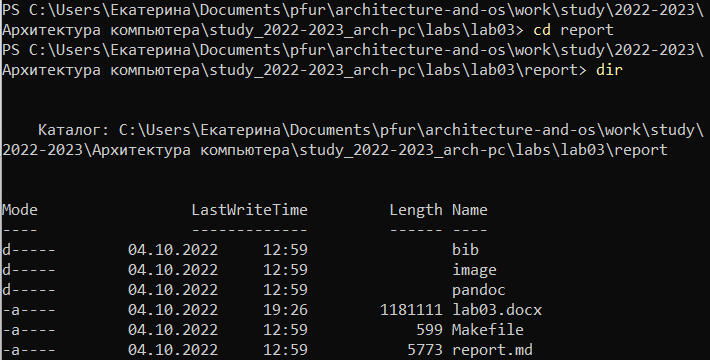 PS C:\Users\Екатерина\Documents\pfur\architecture-and-os\work\study\2022-2023\
Архитектура компьютера\study_2022-2023_arch-pc\labs\lab03> cd report
PS C:\Users\Екатерина\Documents\pfur\architecture-and-os\work\study\2022-2023\
Архитектура компьютера\study_2022-2023_arch-pc\labs\lab03\report> dir
Каталог: C:\Users\Екатерина\Documents\pfur\architecture-and-os\work\study\
2022-2023\Архитектура компьютера\study_2022-2023_arch-pc\labs\lab03\report
Mode LastWriteTime Length Name
---- ------------- ------ ----
d----- 04.10.2022 12:59 bib
d----- 04.10.2022 12:59 image
d----- 04.10.2022 12:59 pandoc
-a---- 04.10.2022 19:26 1181111 lab03.docx
-a---- 04.10.2022 12:59 599 Makefile
-a---- 04.10.2022 12:59 5773 report.md